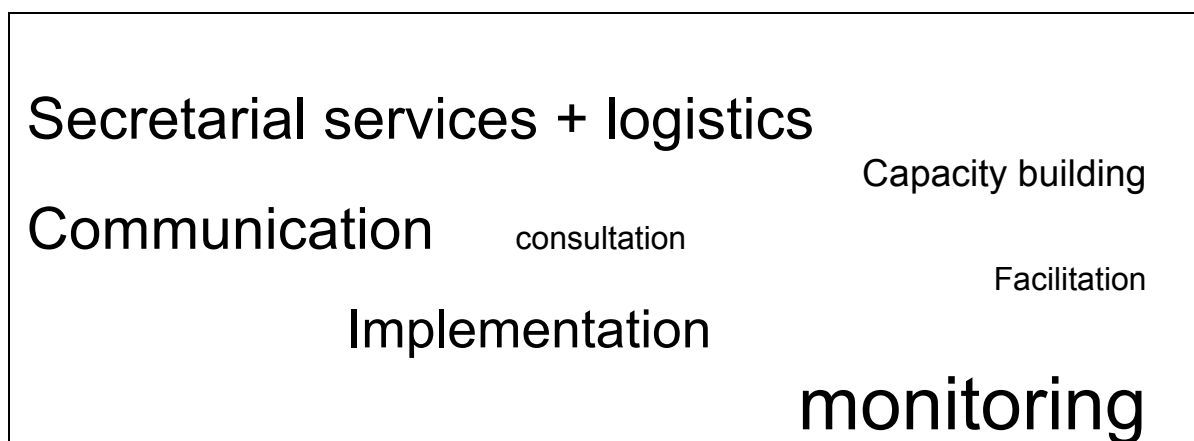 Secretarial services + logistics
Capacity building
Communication
consultation
Facilitation
Implementation
monitoring